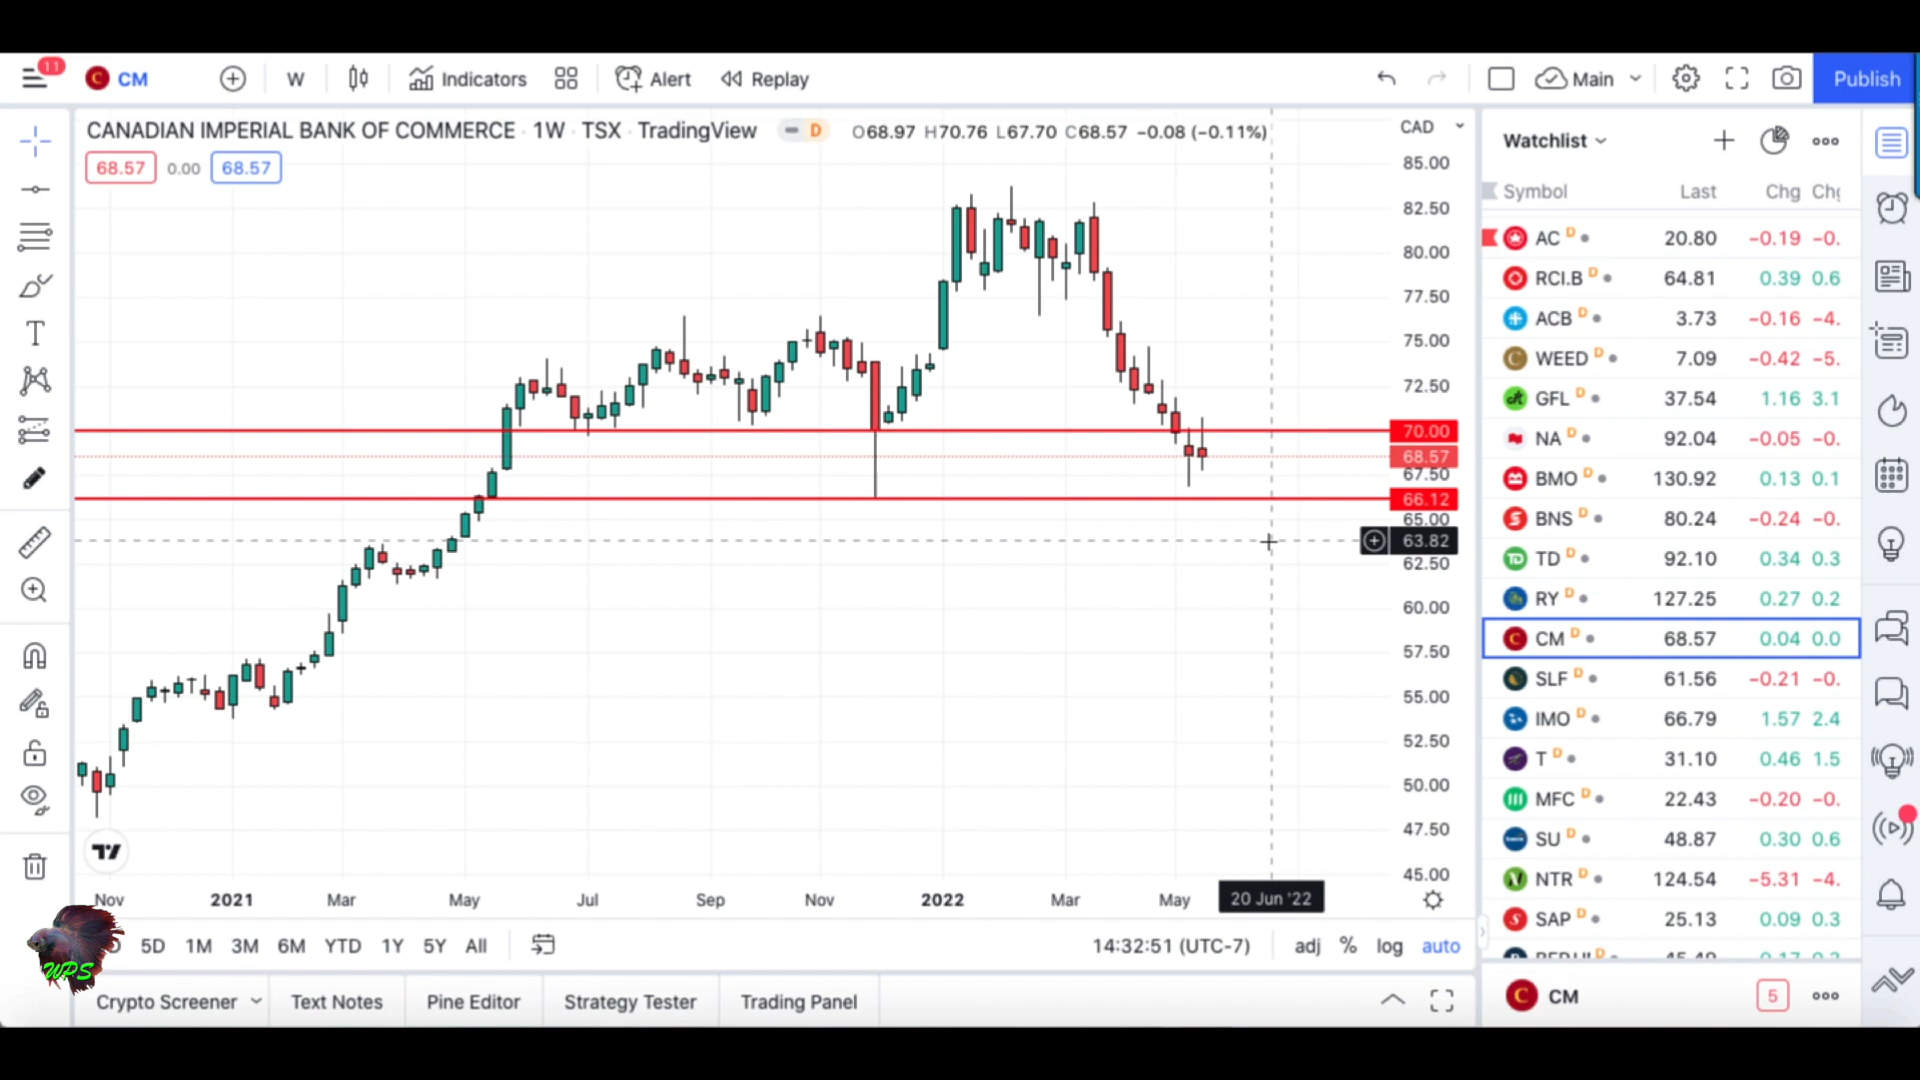 11
CM
W
Indicators
Alert
Replay
Main
Publish
CANADIAN IMPERIAL BANK OF COMMERCE · 1W · TSX · TradingView
D
O68.97 H70.76 L67.70 C68.57 −0.08 (−0.11%)
68.57 0.00 68.57
CAD
85.00
82.50
80.00
77.50
75.00
72.50
70.00
68.57
67.50
66.12
65.00
63.82
62.50
60.00
57.50
55.00
52.50
50.00
47.50
45.00
Nov 2021 Mar May Jul Sep Nov 2022 Mar May 20 Jun '22
5D 1M 3M 6M YTD 1Y 5Y All
14:32:51 (UTC-7)
adj % log auto
WPS
Crypto Screener
Text Notes
Pine Editor
Strategy Tester
Trading Panel
Watchlist
Symbol Last Chg Chg
AC D 20.80 −0.19 −0.
RCI.B D 64.81 0.39 0.6
ACB D 3.73 −0.16 −4.
WEED D 7.09 −0.42 −5.
GFL D 37.54 1.16 3.1
NA D 92.04 −0.05 −0.
BMO D 130.92 0.13 0.1
BNS D 80.24 −0.24 −0.
TD D 92.10 0.34 0.3
RY D 127.25 0.27 0.2
CM D 68.57 0.04 0.0
SLF D 61.56 −0.21 −0.
IMO D 66.79 1.57 2.4
T D 31.10 0.46 1.5
MFC D 22.43 −0.20 −0.
SU D 48.87 0.30 0.6
NTR D 124.54 −5.31 −4.
SAP D 25.13 0.09 0.3
CM
5